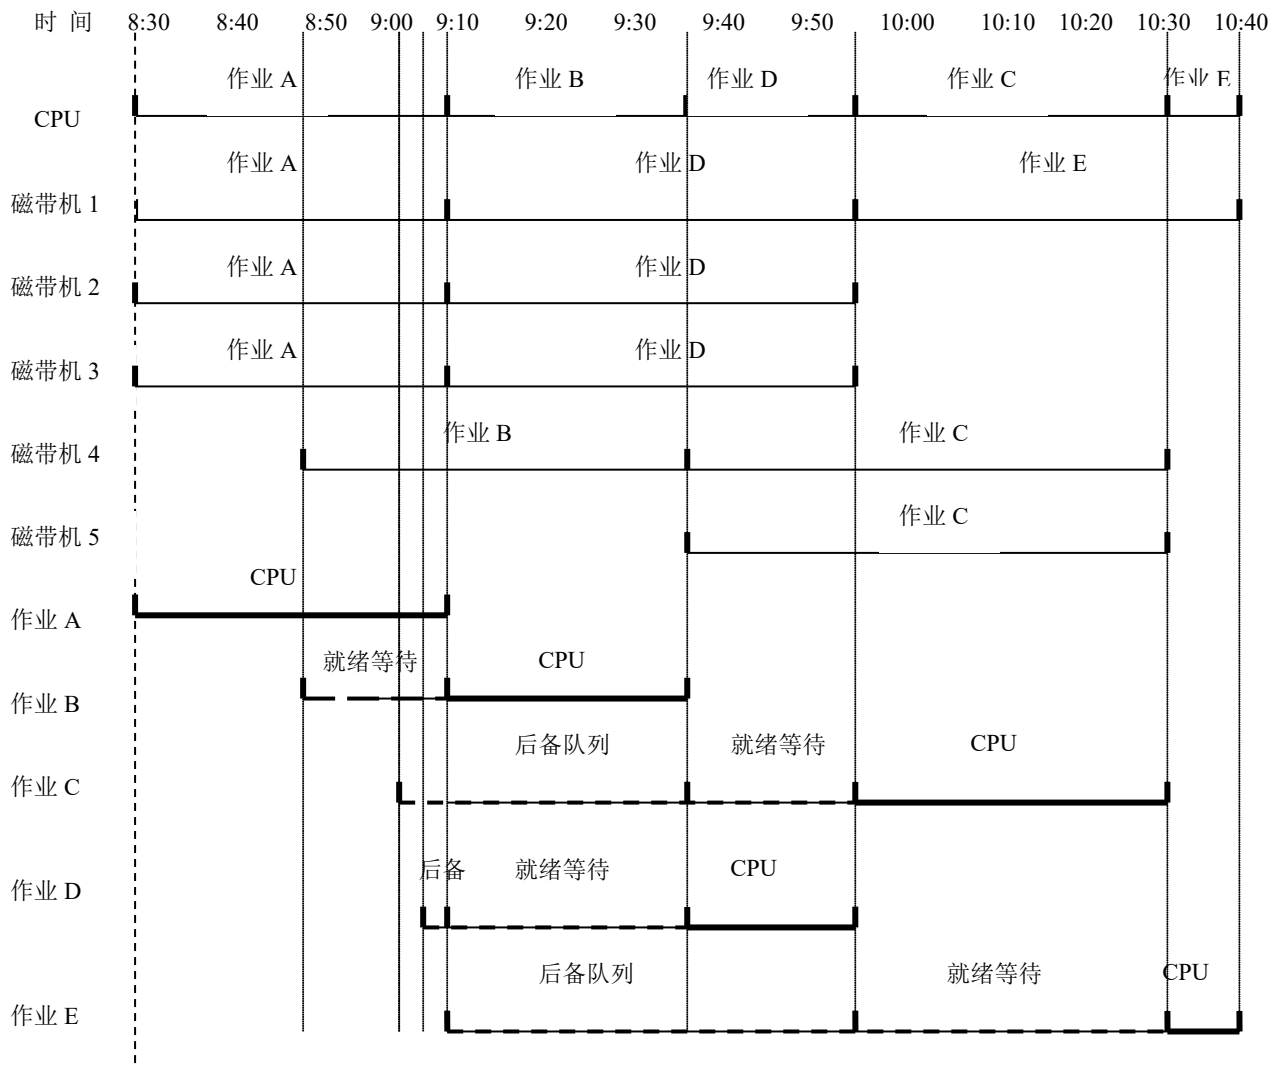 时 间 8:30 8:40 8:50 9:00 9:10 9:20 9:30 9:40 9:50 10:00 10:10 10:20 10:30 10:40
作业 A 作业 B 作业 D 作业 C 作业 E
CPU
作业 A 作业 D 作业 E
磁带机 1
作业 A 作业 D
磁带机 2
作业 A 作业 D
磁带机 3
作业 B 作业 C
磁带机 4
作业 C
磁带机 5
CPU
作业 A
就绪等待 CPU
作业 B
后备队列 就绪等待 CPU
作业 C
后备 就绪等待 CPU
作业 D
后备队列 就绪等待 CPU
作业 E